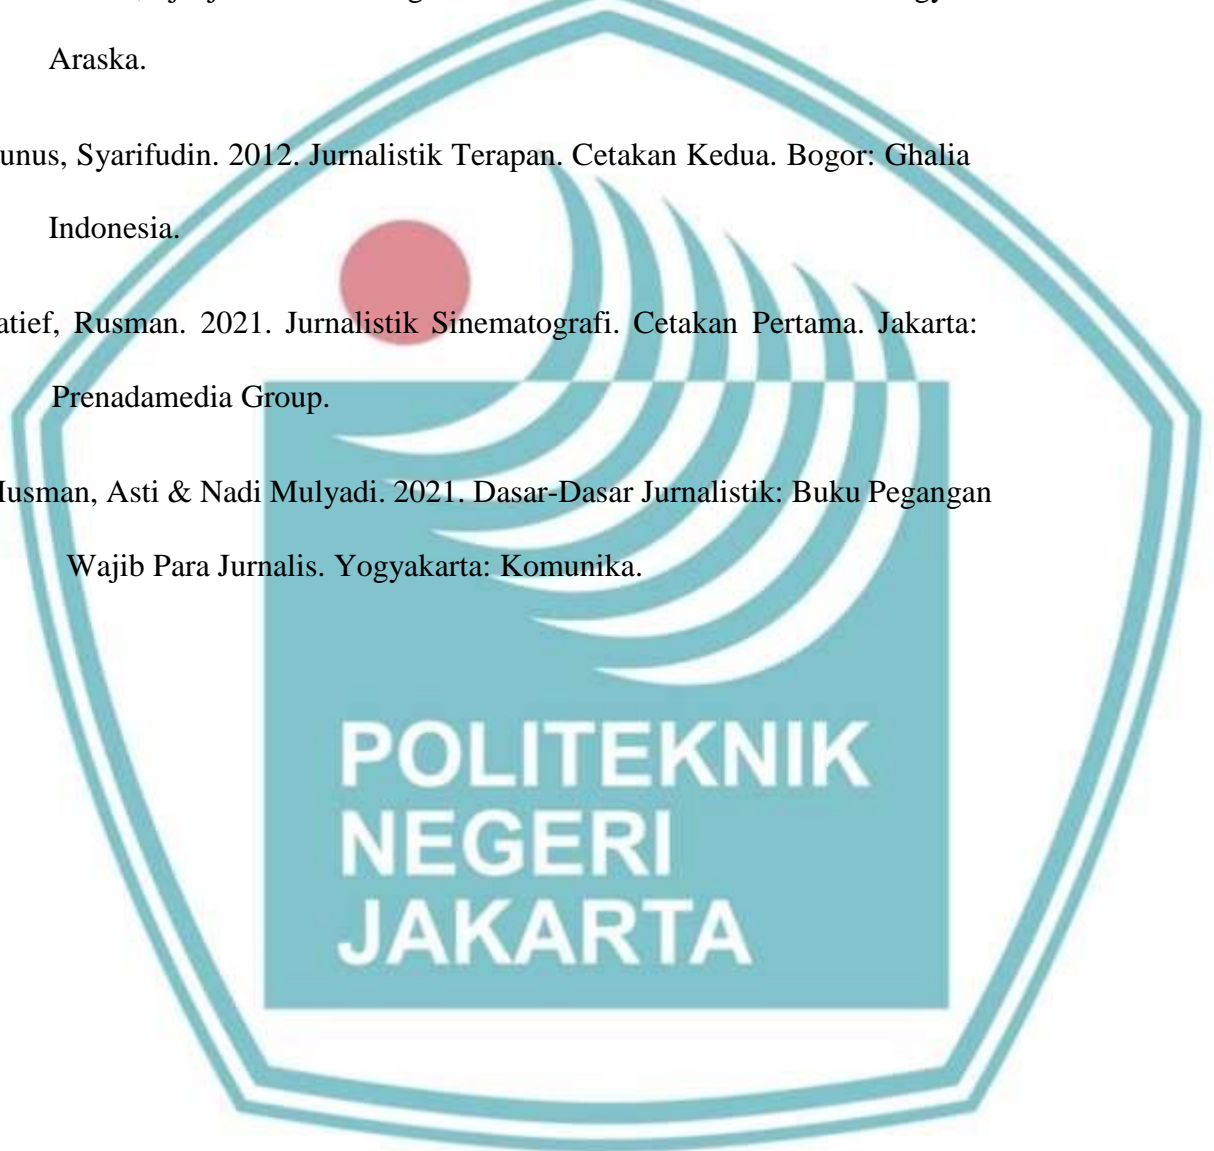 Araska.
unus, Syarifudin. 2012. Jurnalistik Terapan. Cetakan Kedua. Bogor: Ghalia
Indonesia.
atief, Rusman. 2021. Jurnalistik Sinematografi. Cetakan Pertama. Jakarta:
Prenadamedia Group.
Musman, Asti & Nadi Mulyadi. 2021. Dasar-Dasar Jurnalistik: Buku Pegangan
Wajib Para Jurnalis. Yogyakarta: Komunika.
POLITEKNIK
NEGERI
JAKARTA